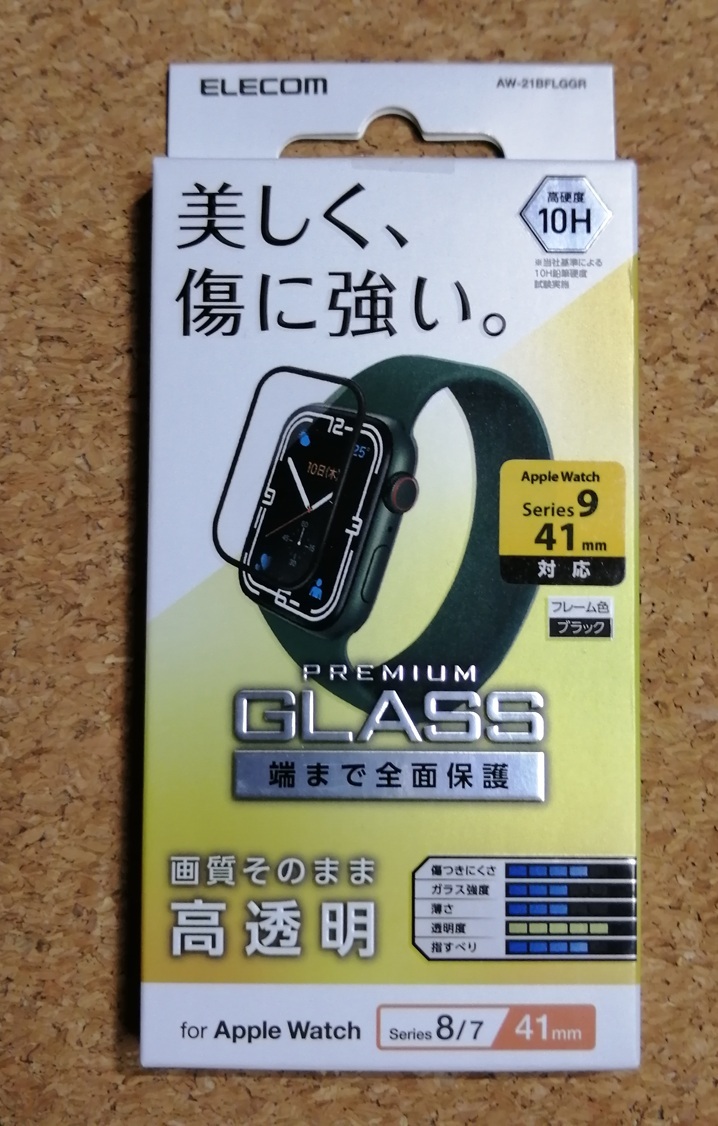 ELECOM
AW-21BFLGGR
美しく、
傷に強い。
高硬度
10H
※当社基準による
10H鉛筆硬度
試験実施
12
25°
10日(木)
9
3
6
Apple Watch
Series 9
41mm
対応
フレーム色
ブラック
PREMIUM
GLASS
端まで全面保護
画質そのまま
高透明
傷つきにくさ
ガラス強度
薄さ
透明度
指すべり
for Apple Watch
Series 8/7
41mm